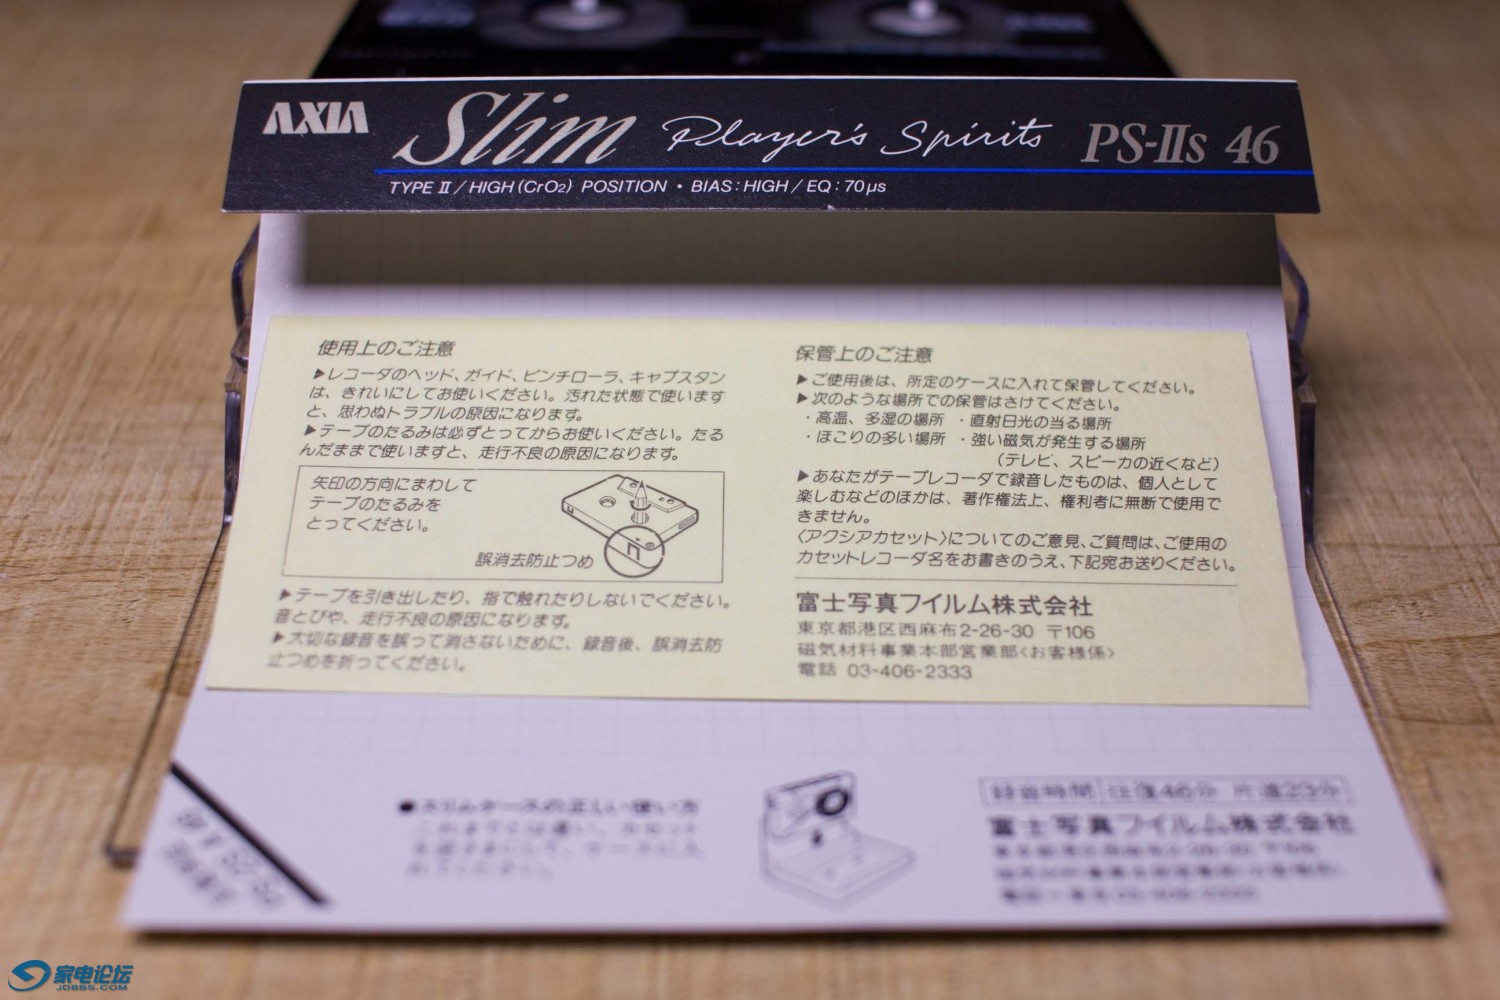 AXIA Slim Player's Spirits PS-IIs 46
TYPE II/HIGH (CrO2) POSITION・BIAS:HIGH/EQ:70μs
使用上のご注意
▶レコーダのヘッド、ガイド、ピンチローラ、キャプスタン
は、きれいにしてお使いください。汚れた状態で使います
と、思わぬトラブルの原因になります。
▶テープのたるみは必ずとってからお使いください。たる
んだままで使いますと、走行不良の原因になります。
矢印の方向にまわして
テープのたるみを
とってください。
誤消去防止つめ
▶テープを引き出したり、指で触れたりしないでください。
音とびや、走行不良の原因になります。
▶大切な録音を誤って消さないために、録音後、誤消去防
止つめを折ってください。
保管上のご注意
▶ご使用後は、所定のケースに入れて保管してください。
▶次のような場所での保管はさけてください。
・高温、多湿の場所 ・直射日光の当る場所
・ほこりの多い場所 ・強い磁気が発生する場所
(テレビ、スピーカの近くなど)
▶あなたがテープレコーダで録音したものは、個人として
楽しむなどのほかは、著作権法上、権利者に無断で使用で
きません。
〈アクシアカセット〉についてのご意見、ご質問は、ご使用の
カセットレコーダ名をお書きのうえ、下記宛お送りください。
富士写真フイルム株式会社
東京都港区西麻布2-26-30 〒106
磁気材料事業本部営業部〈お客様係〉
電話 03-406-2333
●スリムケースの正しい使い方
録音時間 往復46分 片道23分
富士写真フイルム株式会社
家电论坛
JDBBS.COM